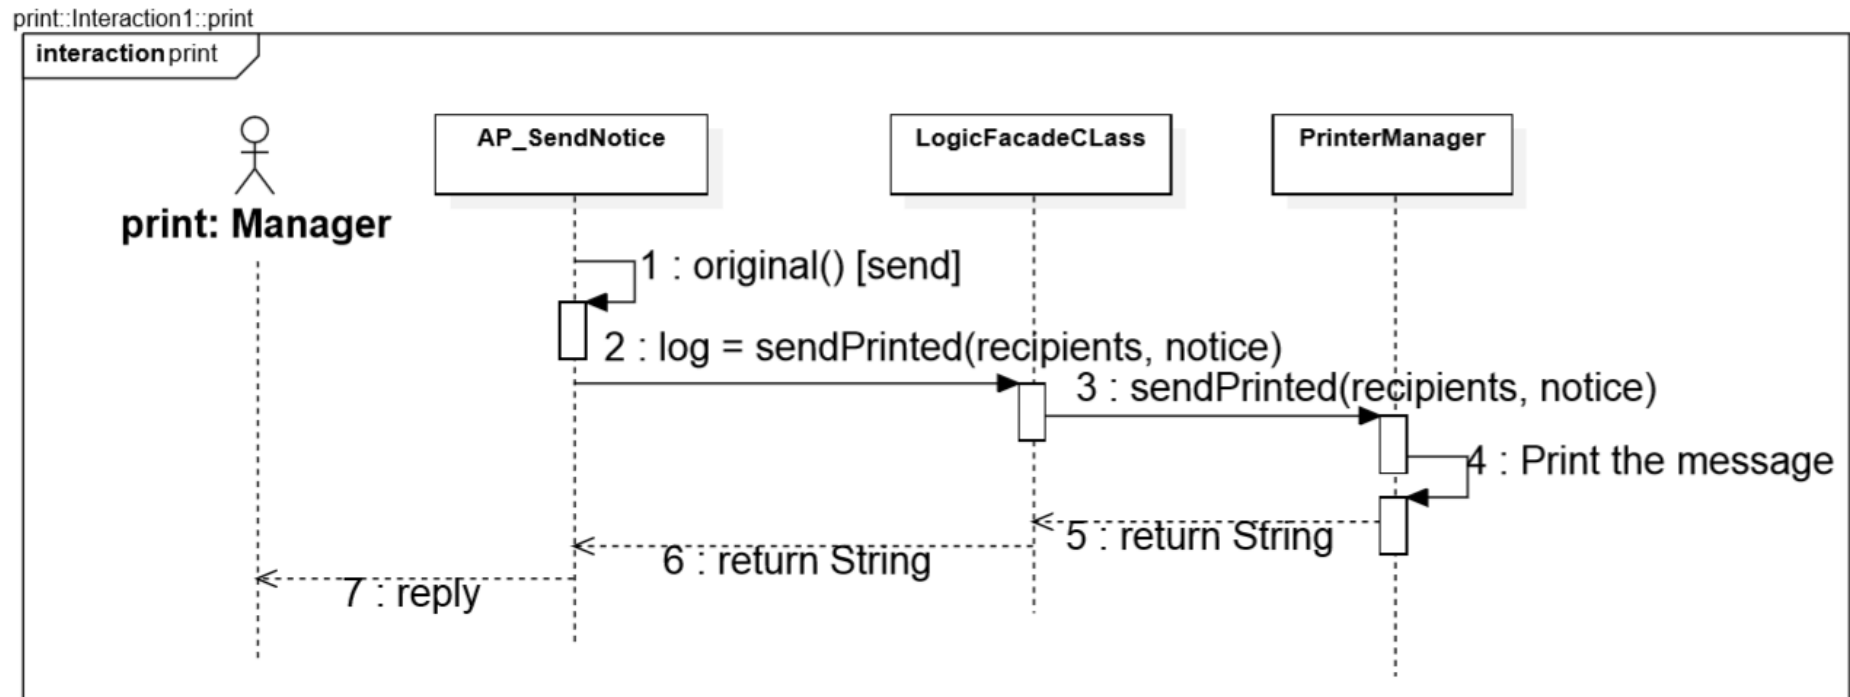 print::Interaction1::print
interaction print
AP_SendNotice
LogicFacadeCLass
PrinterManager
print: Manager
1 : original() [send]
2 : log = sendPrinted(recipients, notice)
3 : sendPrinted(recipients, notice)
4 : Print the message
5 : return String
6 : return String
7 : reply